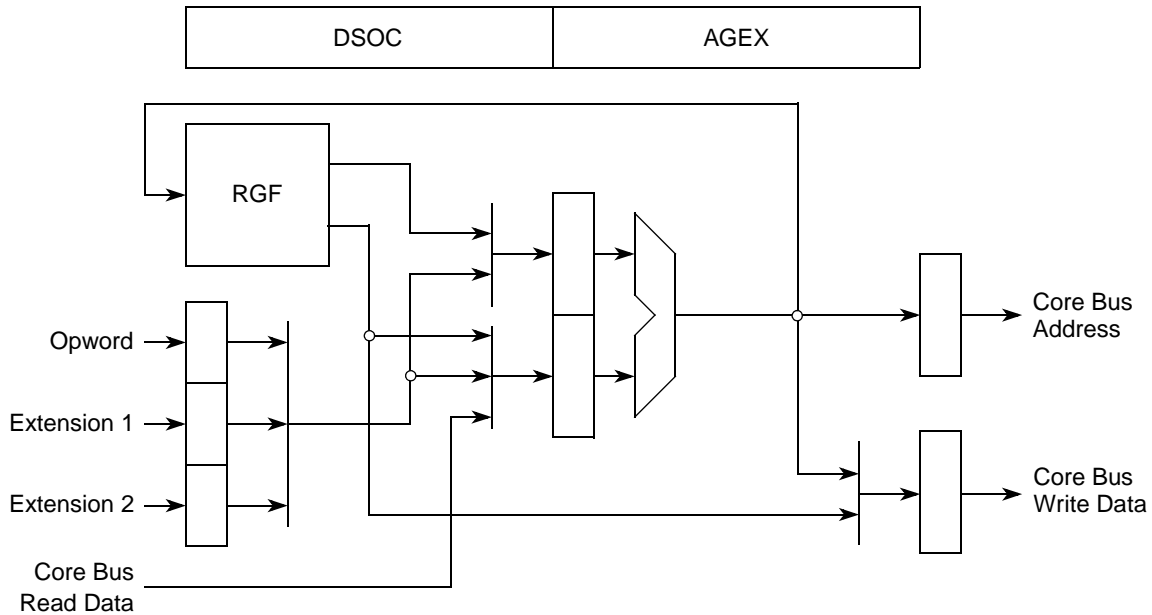 DSOC
AGEX
RGF
Opword
Extension 1
Extension 2
Core Bus
Read Data
Core Bus
Address
Core Bus
Write Data